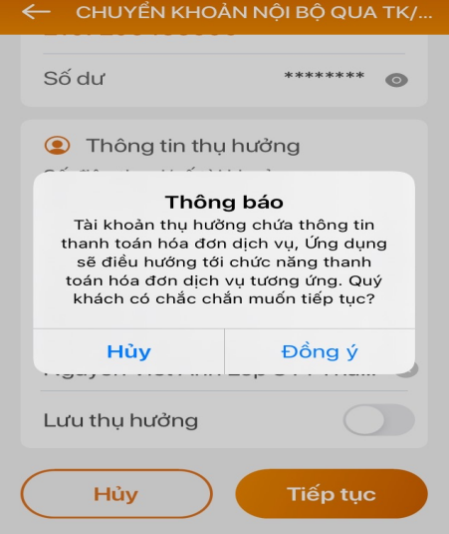 CHUYỂN KHOẢN NỘI BỘ QUA TK/...
Số dư ********
Thông tin thụ hưởng
Thông báo
Tài khoản thụ hưởng chứa thông tin
thanh toán hóa đơn dịch vụ, Ứng dụng
sẽ điều hướng tới chức năng thanh
toán hóa đơn dịch vụ tương ứng. Quý
khách có chắc chắn muốn tiếp tục?
Hủy Đồng ý
Lưu thụ hưởng
Hủy Tiếp tục